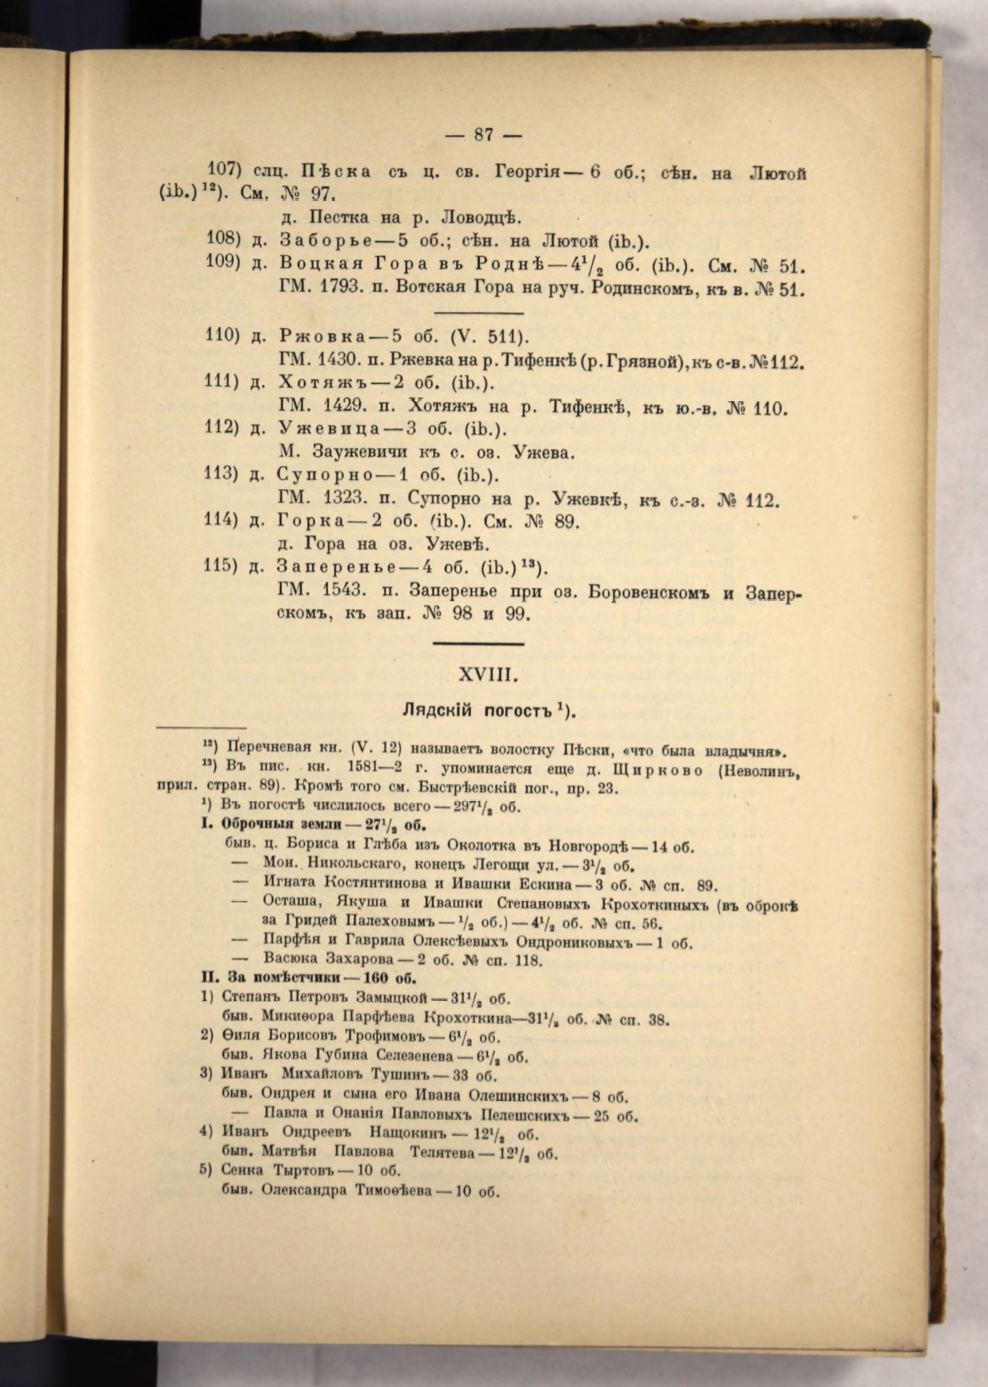 — 87 —
107) слц. Пѣска съ ц. св. Георгія— 6 об.; сѣн. на Лютой
(ib.) ¹²). См. № 97.
д. Пестка на р. Ловодцѣ.
108) д. Заборье—5 об.; сѣн. на Лютой (ib.).
109) д. Воцкая Гора въ Роднѣ—4¹/₂ об. (ib.). См. № 51.
ГМ. 1793. п. Вотская Гора на руч. Родинскомъ, къ в. № 51.
110) д. Ржовка—5 об. (V. 511).
ГМ. 1430. п. Ржевка на р. Тифенкѣ (р. Грязной), къ с-в. № 112.
111) д. Хотяжъ—2 об. (ib.).
ГМ. 1429. п. Хотяжъ на р. Тифенкѣ, къ ю.-в. № 110.
112) д. Ужевица—3 об. (ib.).
М. Заужевичи къ с. оз. Ужева.
113) д. Супорно—1 об. (ib.).
ГМ. 1323. п. Супорно на р. Ужевкѣ, къ с.-з. № 112.
114) д. Горка—2 об. (ib.). См. № 89.
д. Гора на оз. Ужевѣ.
115) д. Заперенье—4 об. (ib.) ¹³).
ГМ. 1543. п. Заперенье при оз. Боровенскомъ и Запер-
скомъ, къ зап. № 98 и 99.
XVIII.
Лядскій погостъ ¹).
¹²) Перечневая кн. (V. 12) называетъ волостку Пѣски, «что была владычня».
¹³) Въ пис. кн. 1581—2 г. упоминается еще д. Щирково (Неволинъ,
прил. стран. 89). Кромѣ того см. Быстрѣевскій пог., пр. 23.
¹) Въ погостѣ числилось всего — 297¹/₂ об.
I. Оброчныя земли — 27¹/₂ об.
быв. ц. Бориса и Глѣба изъ Околотка въ Новгородѣ — 14 об.
— Мон. Никольскаго, конецъ Легощи ул. — 3¹/₂ об.
— Игната Костянтинова и Ивашки Ескина — 3 об. № сп. 89.
— Осташа, Якуша и Ивашки Степановыхъ Крохоткиныхъ (въ оброкѣ
за Гридей Палеховымъ — ¹/₂ об.) — 4¹/₂ об. № сп. 56.
— Парфѣя и Гаврила Олексѣевыхъ Ондрониковыхъ — 1 об.
— Васюка Захарова — 2 об. № сп. 118.
II. За помѣстчики — 160 об.
1) Степанъ Петровъ Замыцкой — 31¹/₂ об.
быв. Микиѳора Парфѣева Крохоткина—31¹/₂ об. № сп. 38.
2) Ѳиля Борисовъ Трофимовъ — 6¹/₂ об.
быв. Якова Губина Селезенева — 6¹/₂ об.
3) Иванъ Михайловъ Тушинъ — 33 об.
быв. Ондрея и сына его Ивана Олешинскихъ — 8 об.
— Павла и Онанія Павловыхъ Пелешскихъ — 25 об.
4) Иванъ Ондреевъ Нащокинъ — 12¹/₂ об.
быв. Матвѣя Павлова Телятева — 12¹/₂ об.
5) Сенка Тыртовъ — 10 об.
быв. Олександра Тимоѳѣева — 10 об.